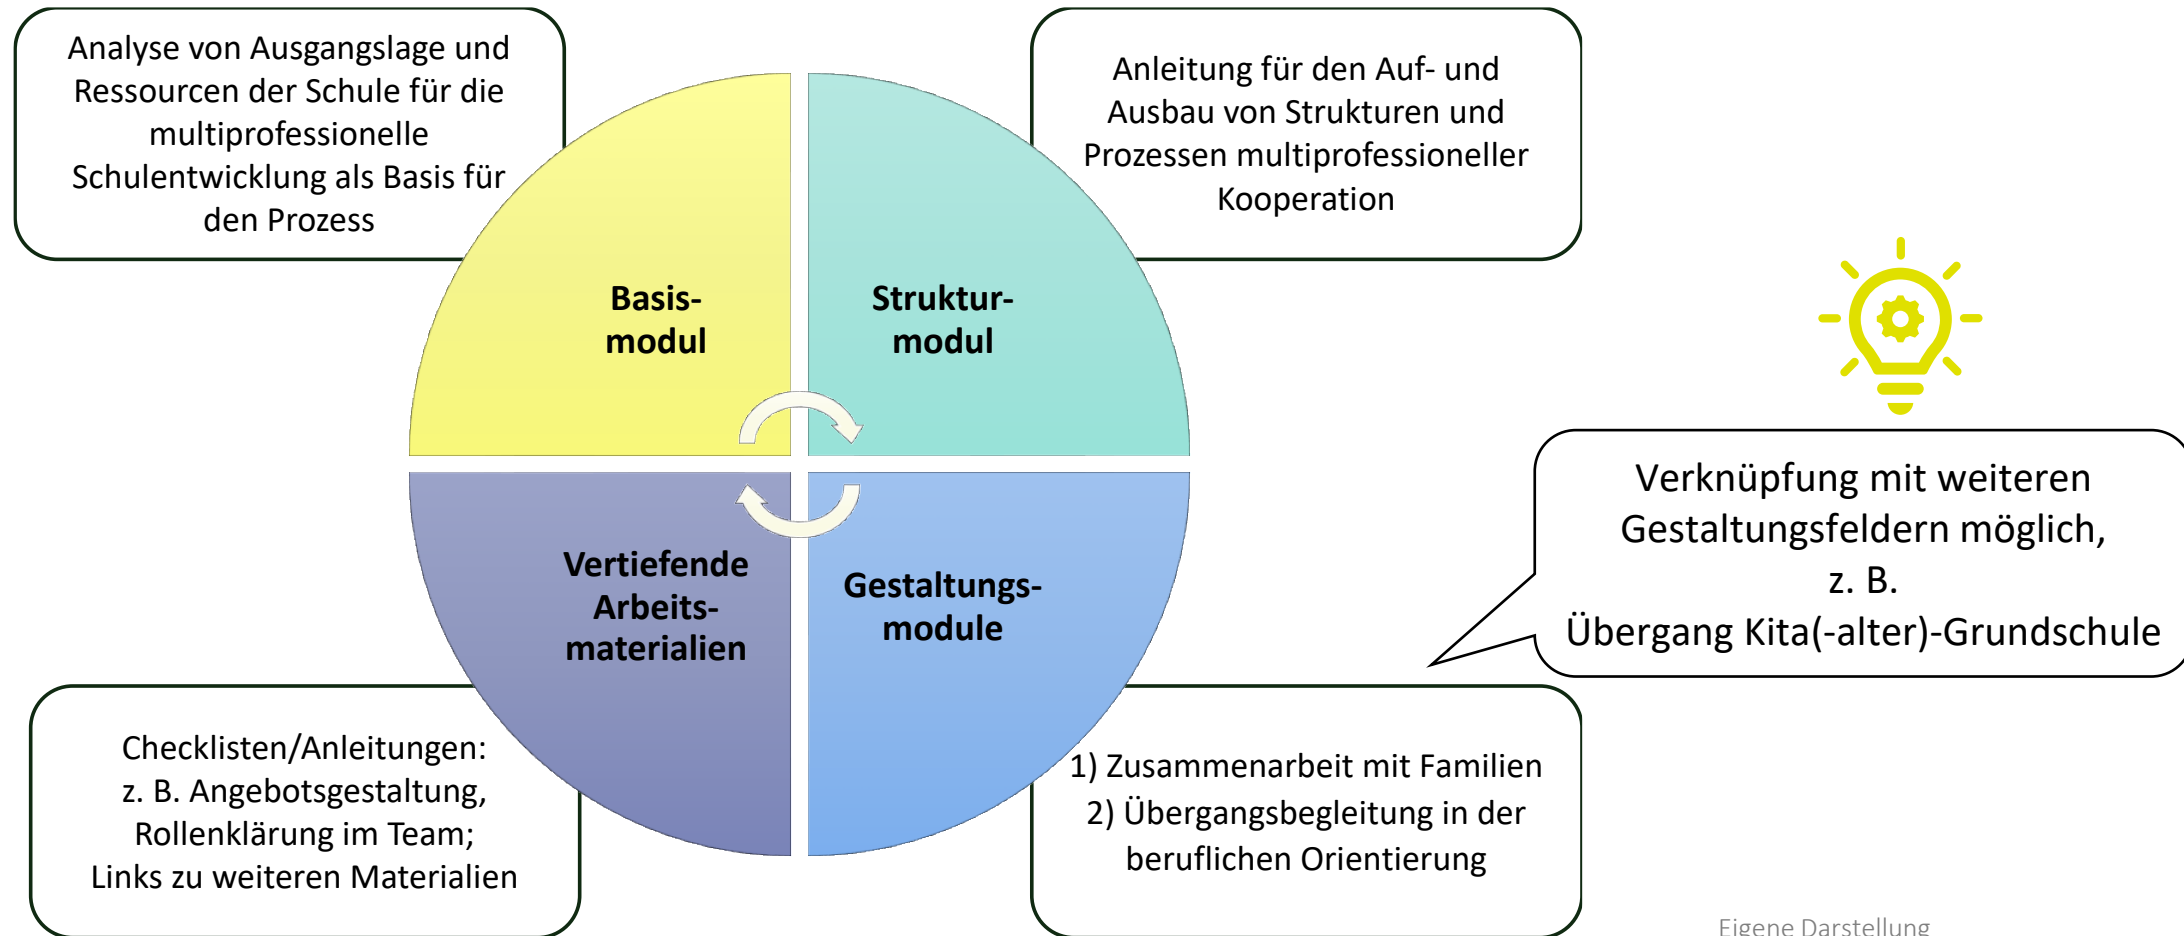 Analyse von Ausgangslage und
Ressourcen der Schule für die
multiprofessionelle
Schulentwicklung als Basis für
den Prozess
Anleitung für den Auf- und
Ausbau von Strukturen und
Prozessen multiprofessioneller
Kooperation
Basis-
modul
Struktur-
modul
Verknüpfung mit weiteren
Gestaltungsfeldern möglich,
z. B.
Übergang Kita(-alter)-Grundschule
Vertiefende
Arbeits-
materialien
Gestaltungs-
module
Checklisten/Anleitungen:
z. B. Angebotsgestaltung,
Rollenklärung im Team;
Links zu weiteren Materialien
1) Zusammenarbeit mit Familien
2) Übergangsbegleitung in der
beruflichen Orientierung
Eigene Darstellung